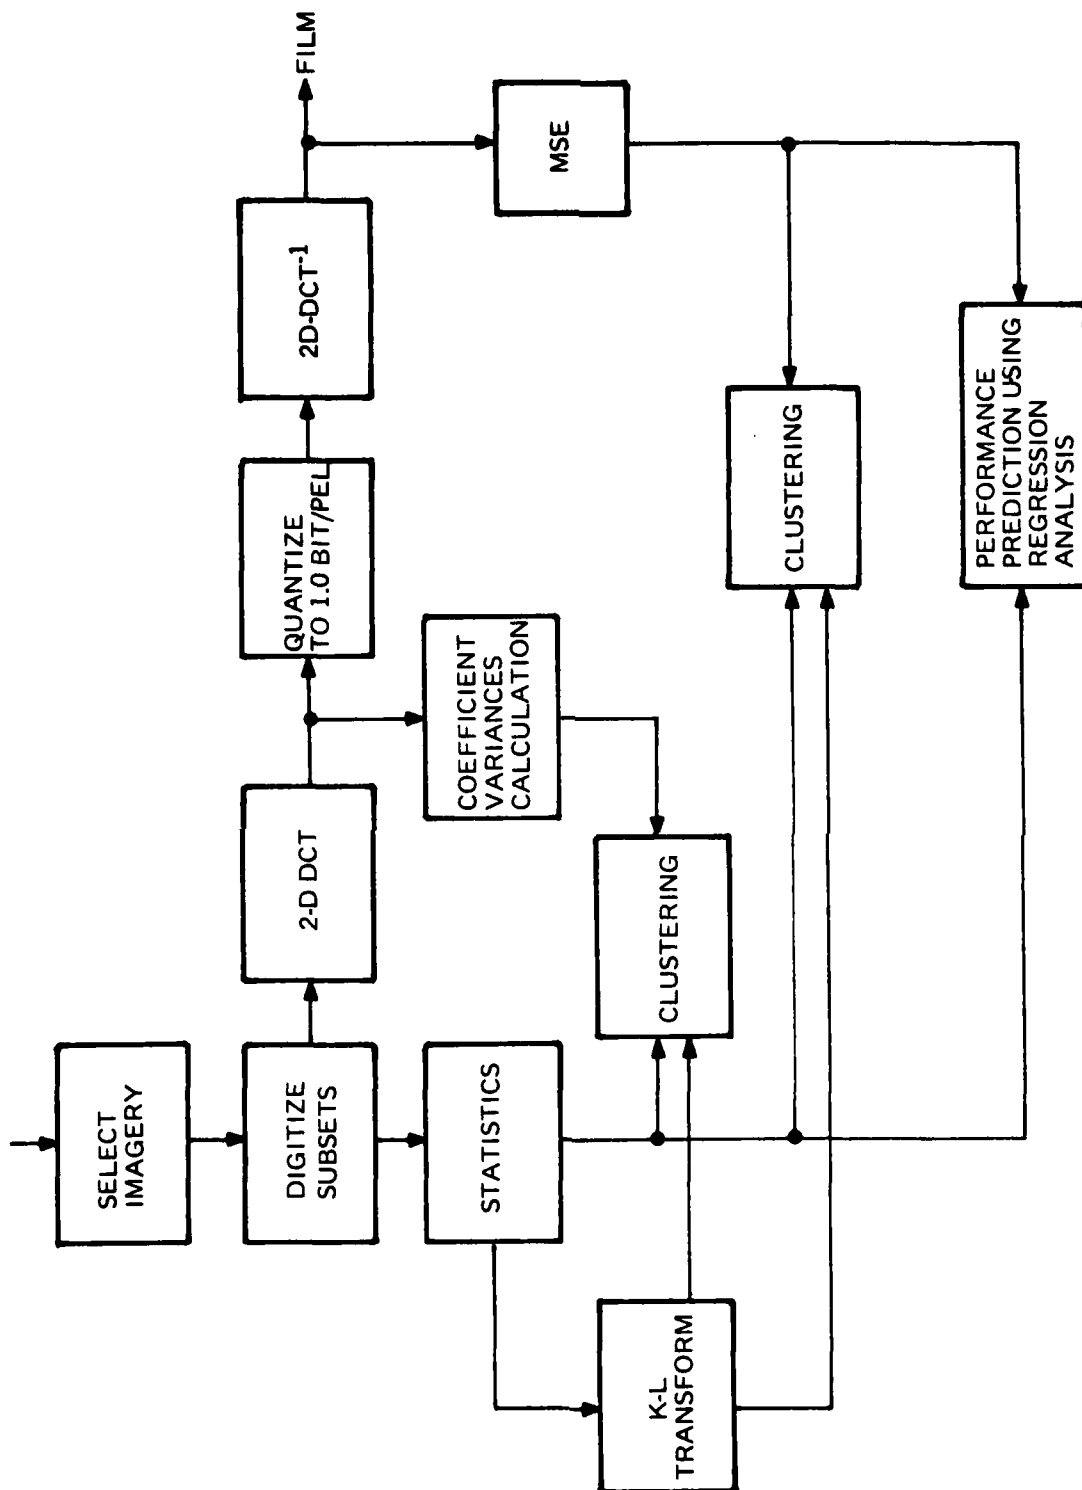 SELECT
IMAGERY
DIGITIZE
SUBSETS
2-D DCT
QUANTIZE
TO 1.0 BIT/PEL
2D-DCT-1
FILM
STATISTICS
COEFFICIENT
VARIANCES
CALCULATION
MSE
K-L
TRANSFORM
CLUSTERING
CLUSTERING
PERFORMANCE
PREDICTION USING
REGRESSION
ANALYSIS